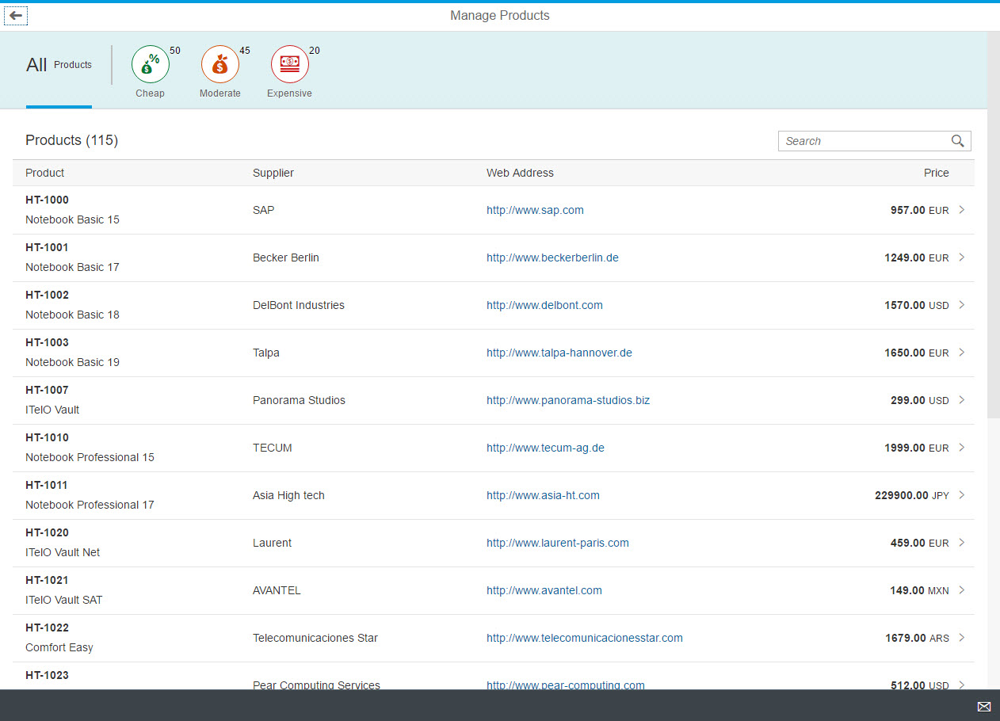 Manage Products
All Products
50
45
20
Cheap
Moderate
Expensive
Products (115)
Search
Product Supplier Web Address Price
HT-1000
Notebook Basic 15
SAP http://www.sap.com 957.00 EUR
HT-1001
Notebook Basic 17
Becker Berlin http://www.beckerberlin.de 1249.00 EUR
HT-1002
Notebook Basic 18
DelBont Industries http://www.delbont.com 1570.00 USD
HT-1003
Notebook Basic 19
Talpa http://www.talpa-hannover.de 1650.00 EUR
HT-1007
ITelO Vault
Panorama Studios http://www.panorama-studios.biz 299.00 USD
HT-1010
Notebook Professional 15
TECUM http://www.tecum-ag.de 1999.00 EUR
HT-1011
Notebook Professional 17
Asia High tech http://www.asia-ht.com 229900.00 JPY
HT-1020
ITelO Vault Net
Laurent http://www.laurent-paris.com 459.00 EUR
HT-1021
ITelO Vault SAT
AVANTEL http://www.avantel.com 149.00 MXN
HT-1022
Comfort Easy
Telecomunicaciones Star http://www.telecomunicacionesstar.com 1679.00 ARS
HT-1023
Pear Computing Services http://www.pear-computing.com 512.00 USD